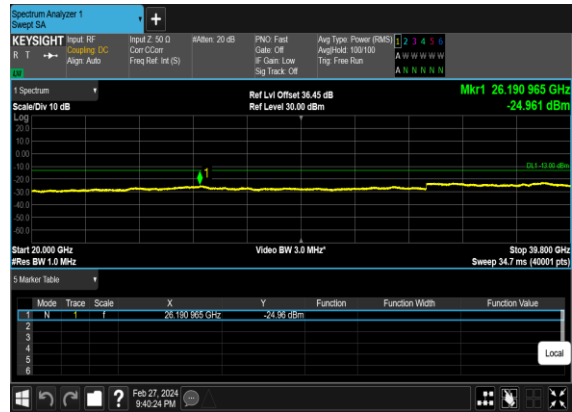 Spectrum Analyzer 1
Swept SA
KEYSIGHT Input: RF Input Z: 50 Ω #Atten: 20 dB PNO: Fast Avg Type: Power (RMS) 1 2 3 4 5 6
R T Coupling: DC Corr CCorr Gate: Off Avg|Hold: 100/100 A W W W W W
Align: Auto Freq Ref: Int (S) IF Gain: Low Trig: Free Run
LW Sig Track: Off A N N N N N
1 Spectrum Ref Lvl Offset 36.45 dB Mkr1 26.190 965 GHz
Scale/Div 10 dB Ref Level 30.00 dBm -24.961 dBm
Log
20.0
10.0
0.00
-10.0 1 DL1 -13.00 dBm
-20.0
-30.0
-40.0
-50.0
-60.0
Start 20.000 GHz Video BW 3.0 MHz* Stop 39.800 GHz
#Res BW 1.0 MHz Sweep 34.7 ms (40001 pts)
5 Marker Table
Mode Trace Scale X Y Function Function Width Function Value
1 N 1 f 26.190 965 GHz -24.96 dBm
2
3
4
5
6
Local
? Feb 27, 2024
9:40:24 PM